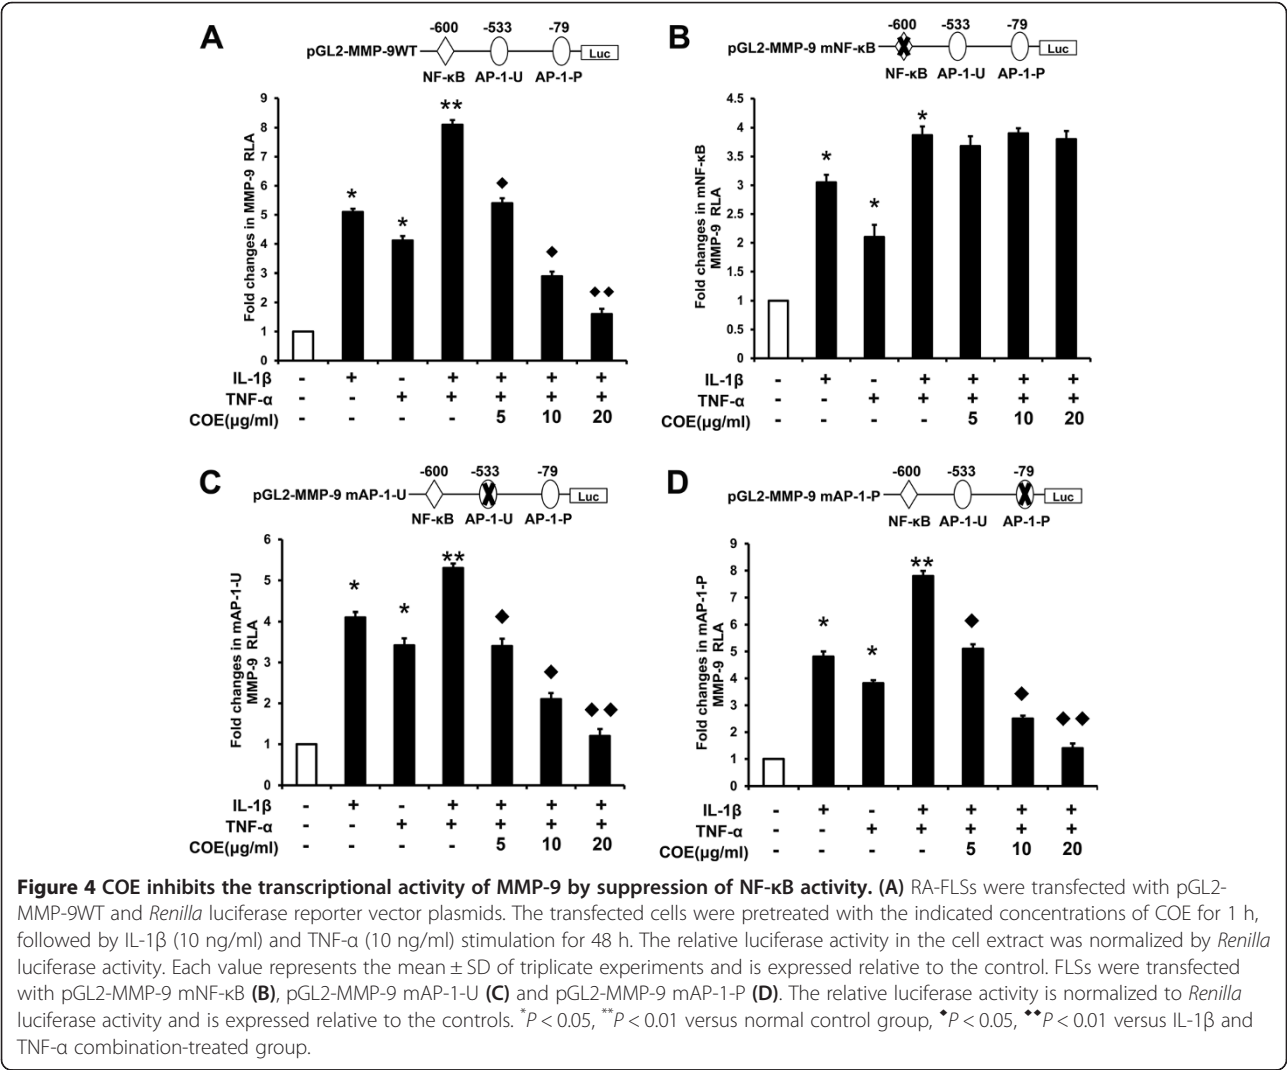 A
-600 -533 -79
pGL2-MMP-9WT Luc
NF-κB AP-1-U AP-1-P
Fold changes in MMP-9 RLA
9
8
7
6
5
4
3
2
1
0
* * ** ◆ ◆ ◆◆
IL-1β - + - + + + +
TNF-α - - + + + + +
COE(µg/ml) - - - - 5 10 20
B
-600 -533 -79
pGL2-MMP-9 mNF-κB Luc
NF-κB AP-1-U AP-1-P
Fold changes in mNF-κB
MMP-9 RLA
4.5
4
3.5
3
2.5
2
1.5
1
0.5
0
* * *
IL-1β - + - + + + +
TNF-α - - + + + + +
COE(µg/ml) - - - - 5 10 20
C
-600 -533 -79
pGL2-MMP-9 mAP-1-U Luc
NF-κB AP-1-U AP-1-P
Fold changes in mAP-1-U
MMP-9 RLA
6
5
4
3
2
1
0
* * ** ◆ ◆ ◆◆
IL-1β - + - + + + +
TNF-α - - + + + + +
COE(µg/ml) - - - - 5 10 20
D
-600 -533 -79
pGL2-MMP-9 mAP-1-P Luc
NF-κB AP-1-U AP-1-P
Fold changes in mAP-1-P
MMP-9 RLA
9
8
7
6
5
4
3
2
1
0
* * ** ◆ ◆ ◆◆
IL-1β - + - + + + +
TNF-α - - + + + + +
COE(µg/ml) - - - - 5 10 20
Figure 4 COE inhibits the transcriptional activity of MMP-9 by suppression of NF-κB activity. (A) RA-FLSs were transfected with pGL2-
MMP-9WT and Renilla luciferase reporter vector plasmids. The transfected cells were pretreated with the indicated concentrations of COE for 1 h,
followed by IL-1β (10 ng/ml) and TNF-α (10 ng/ml) stimulation for 48 h. The relative luciferase activity in the cell extract was normalized by Renilla
luciferase activity. Each value represents the mean ± SD of triplicate experiments and is expressed relative to the control. FLSs were transfected
with pGL2-MMP-9 mNF-κB (B), pGL2-MMP-9 mAP-1-U (C) and pGL2-MMP-9 mAP-1-P (D). The relative luciferase activity is normalized to Renilla
luciferase activity and is expressed relative to the controls. *P < 0.05, **P < 0.01 versus normal control group, ◆P < 0.05, ◆◆P < 0.01 versus IL-1β and
TNF-α combination-treated group.